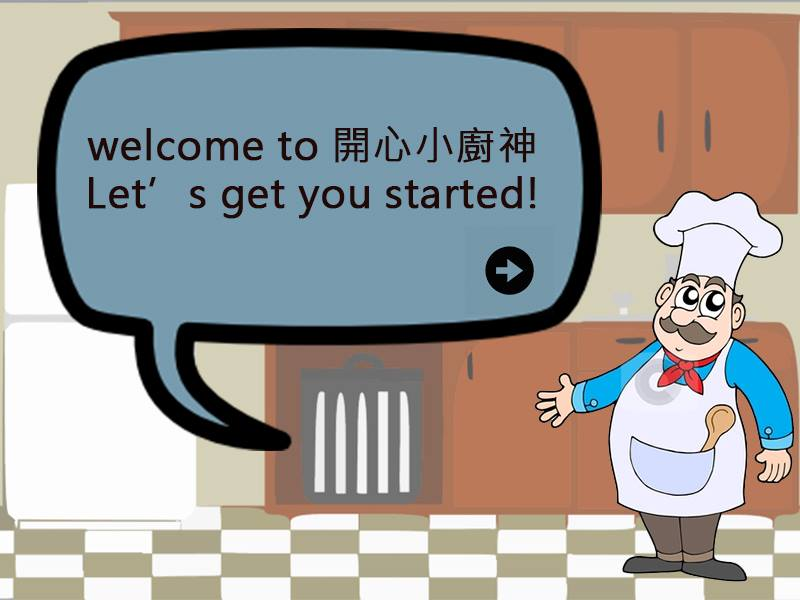 welcome to 開心小廚神
Let’s get you started!